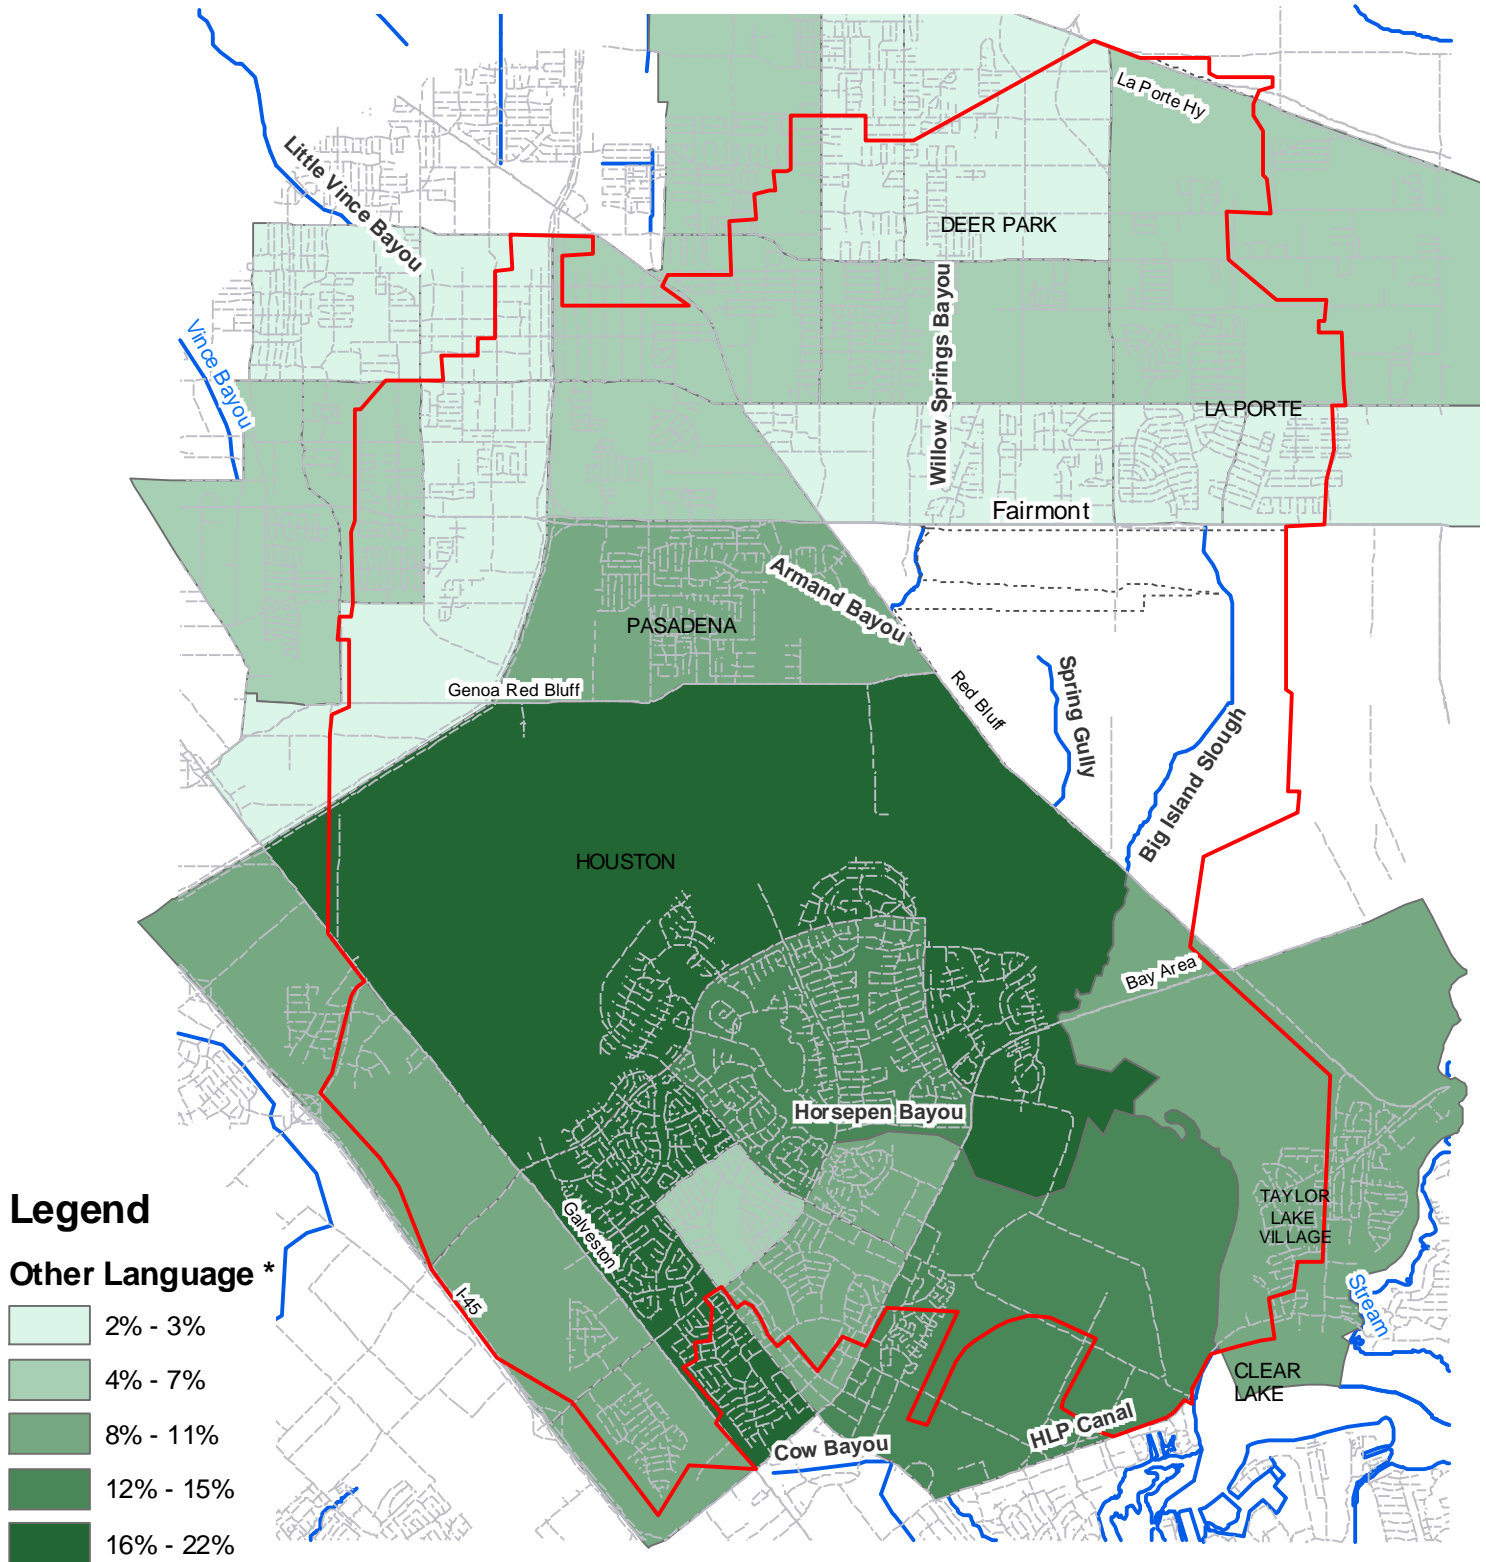 La Porte Hy
Little Vince Bayou
DEER PARK
Willow Springs Bayou
Vince Bayou
LA PORTE
Fairmont
Armand Bayou
PASADENA
Genoa Red Bluff
Red Bluff
Spring Gully
Big Island Slough
HOUSTON
Bay Area
Horsepen Bayou
Galveston
TAYLOR
LAKE
VILLAGE
I-45
Stream
CLEAR
LAKE
HLP Canal
Cow Bayou
Legend
Other Language *
2% - 3%
4% - 7%
8% - 11%
12% - 15%
16% - 22%